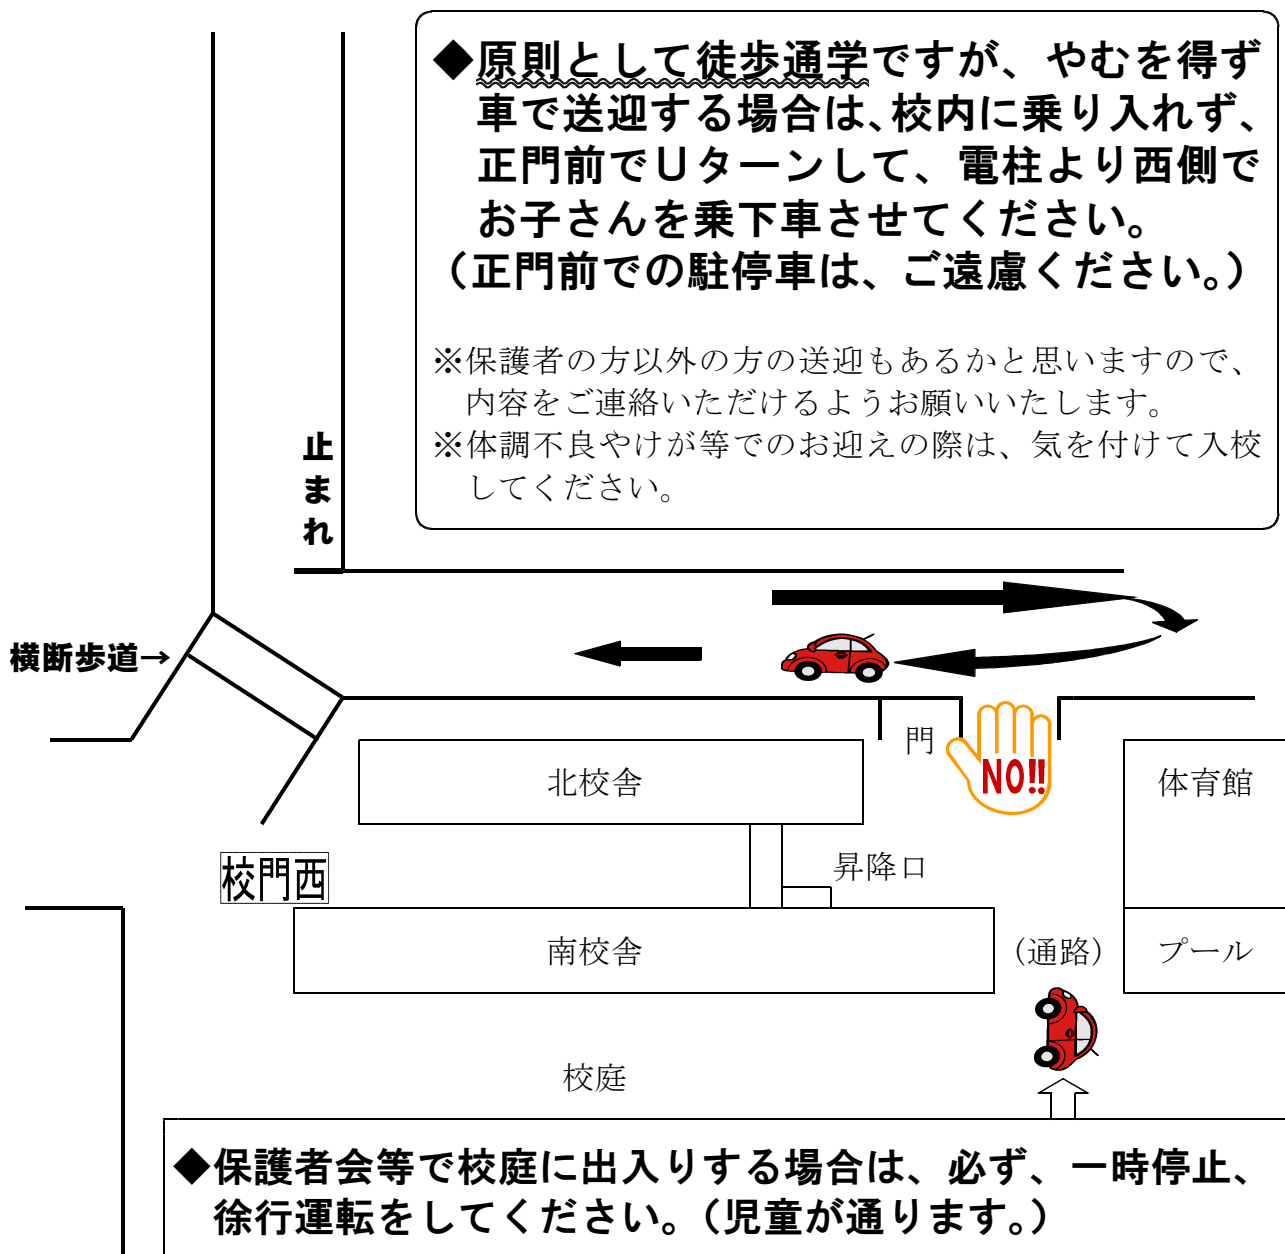 ◆原則として徒歩通学ですが、やむを得ず
車で送迎する場合は、校内に乗り入れず、
正門前でUターンして、電柱より西側で
お子さんを乗下車させてください。
（正門前での駐停車は、ご遠慮ください。）
※保護者の方以外の方の送迎もあるかと思いますので、
内容をご連絡いただけるようお願いいたします。
※体調不良やけが等でのお迎えの際は、気を付けて入校
してください。
止まれ
横断歩道→
門
NO!!
北校舎
体育館
昇降口
校門西
南校舎
（通路）
プール
校庭
◆保護者会等で校庭に出入りする場合は、必ず、一時停止、
徐行運転をしてください。（児童が通ります。）